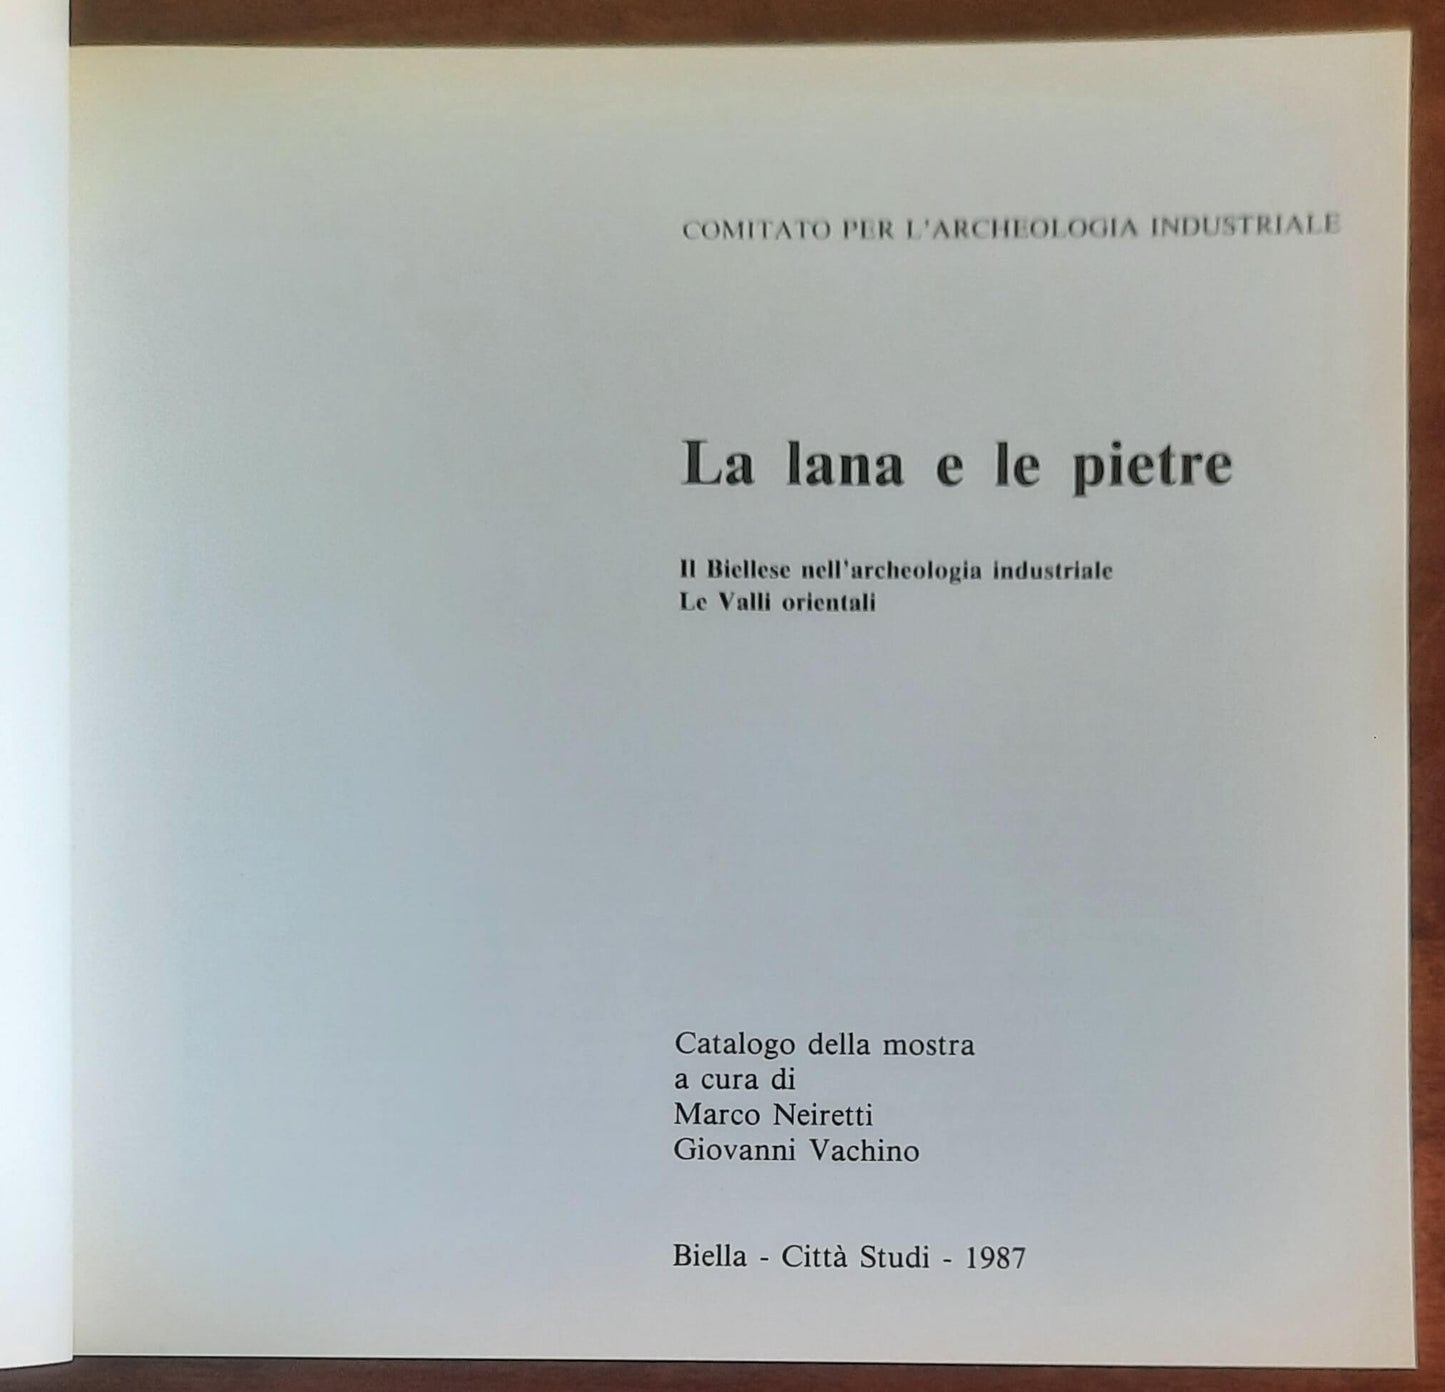 COMITATO PER L'ARCHEOLOGIA INDUSTRIALE
La lana e le pietre
Il Biellese nell'archeologia industriale
Le Valli orientali
Catalogo della mostra
a cura di
Marco Neiretti
Giovanni Vachino
Biella - Città Studi - 1987